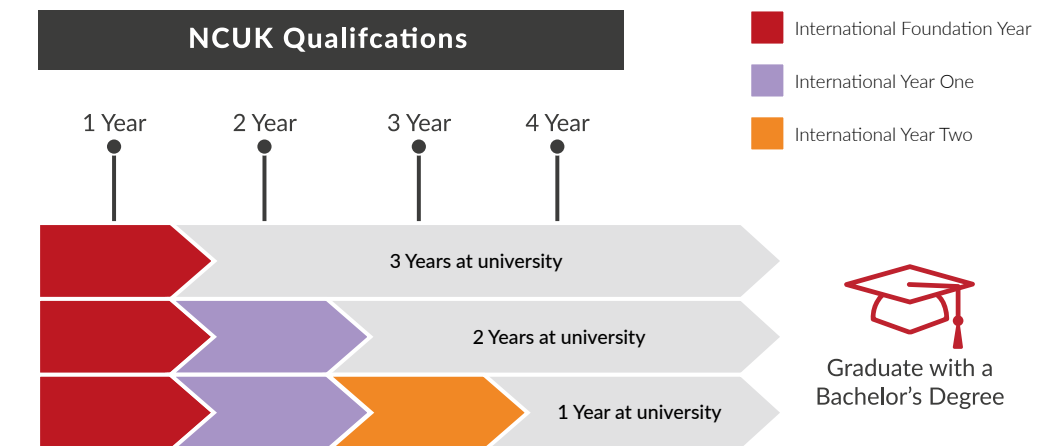 NCUK Qualifcations
International Foundation Year
International Year One
International Year Two
1 Year
2 Year
3 Year
4 Year
3 Years at university
2 Years at university
1 Year at university
Graduate with a
Bachelor's Degree